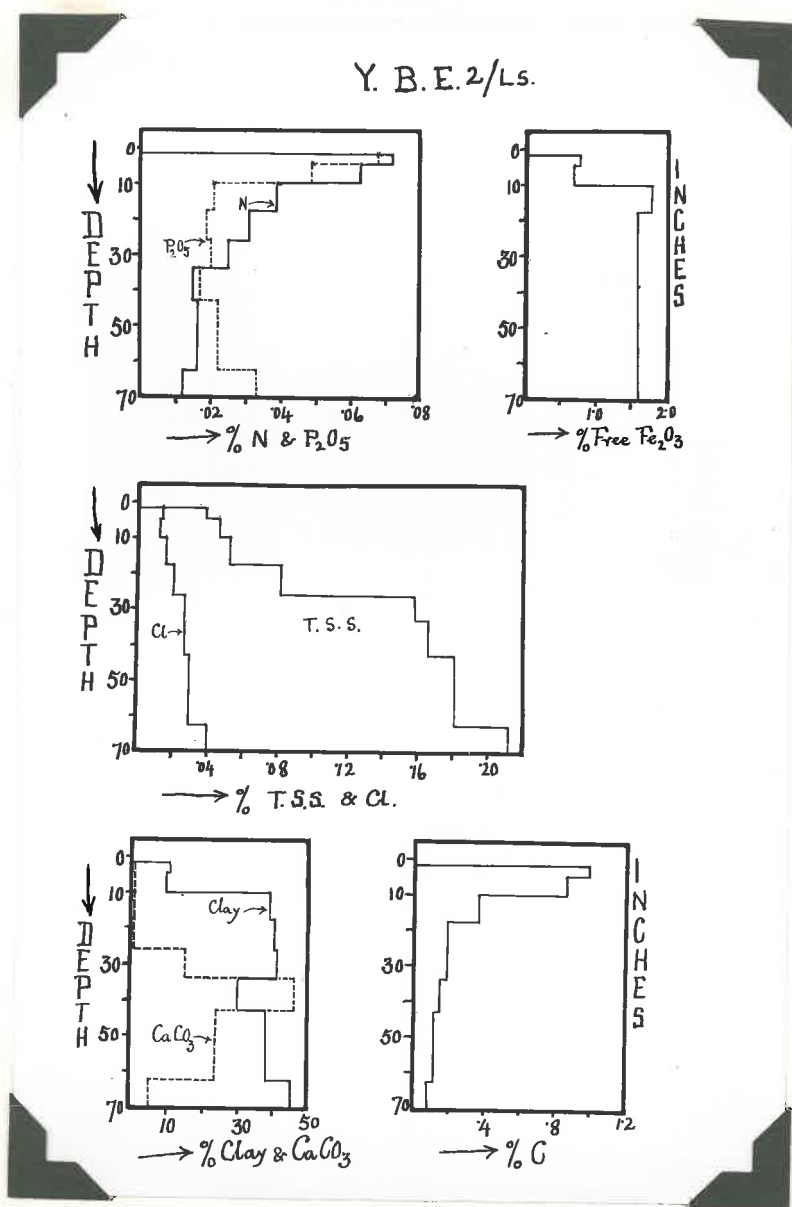 Y. B. E. 2/Ls.
0
10
30
50
70
DEPTH
N
P₂O₅
·02 ·04 ·06 ·08
→ % N & P₂O₅
0
10
30
50
70
INCHES
1·0 2·0
→ % Free Fe₂O₃
0
10
30
50
70
DEPTH
Cl
T. S. S.
·04 ·08 ·12 ·16 ·20
→ % T.S.S. & Cl.
0
10
30
50
70
DEPTH
Clay
CaCO₃
10 30 50
→ % Clay & CaCO₃
0
10
30
50
70
INCHES
·4 ·8 1·2
→ % C